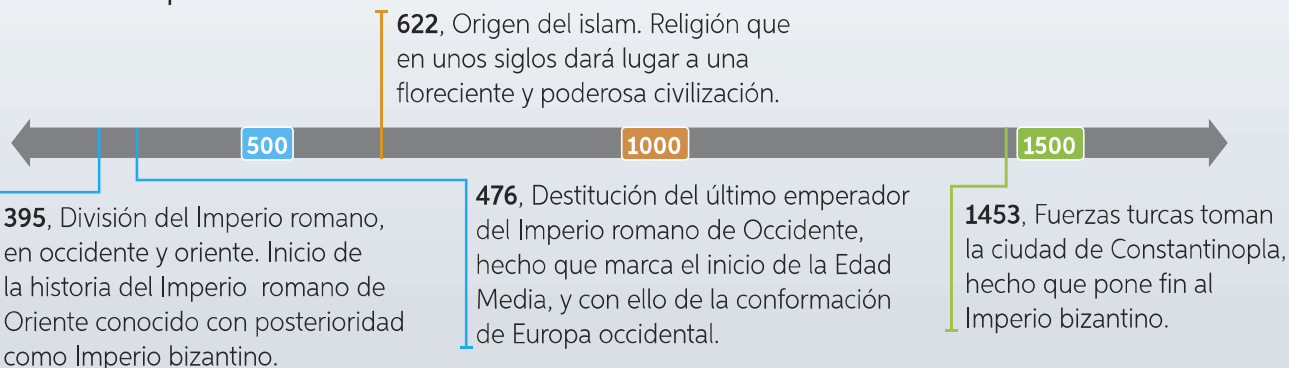 622, Origen del islam. Religión que
en unos siglos dará lugar a una
floreciente y poderosa civilización.
500
1000
1500
395, División del Imperio romano,
en occidente y oriente. Inicio de
la historia del Imperio romano de
Oriente conocido con posterioridad
como Imperio bizantino.
476, Destitución del último emperador
del Imperio romano de Occidente,
hecho que marca el inicio de la Edad
Media, y con ello de la conformación
de Europa occidental.
1453, Fuerzas turcas toman
la ciudad de Constantinopla,
hecho que pone fin al
Imperio bizantino.